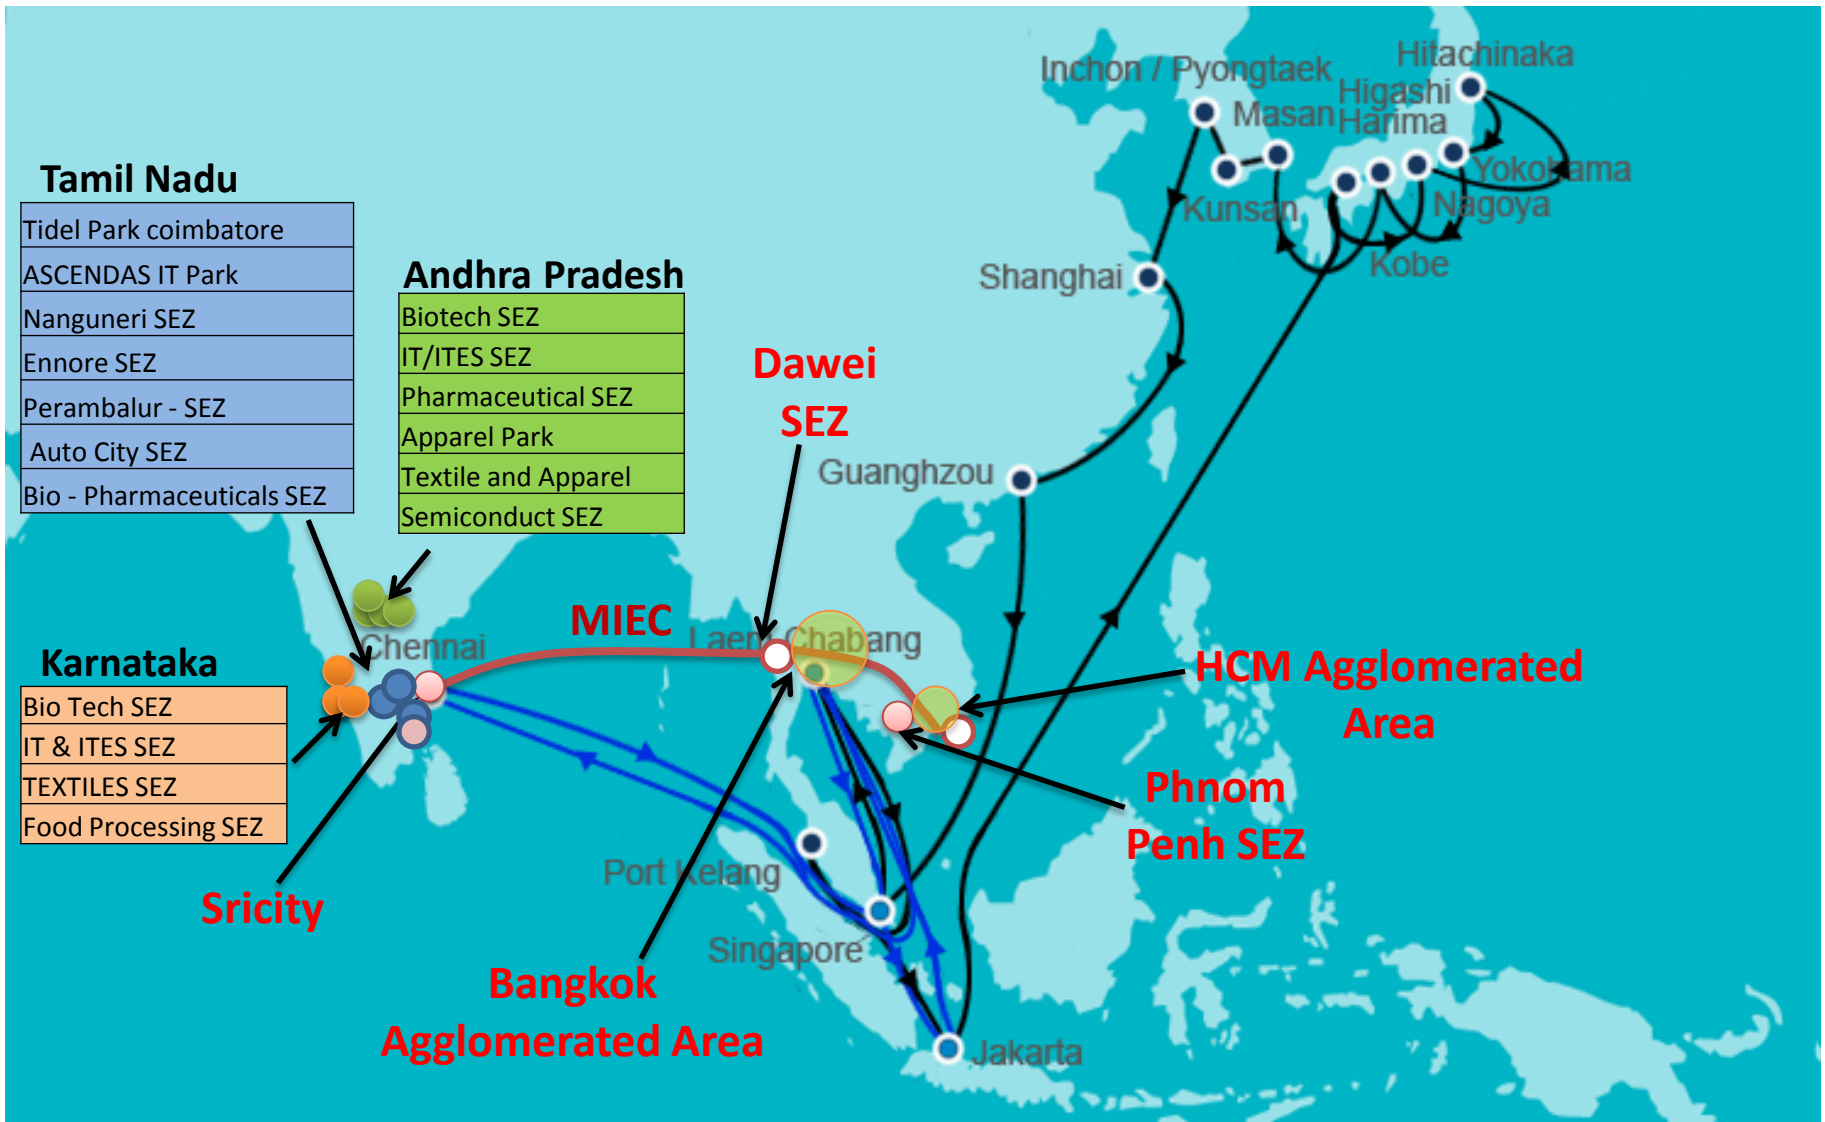 Inchon / Pyongtaek
Hitachinaka
Higashi
Harima
Masan
Yokohama
Nagoya
Kunsan
Kobe
Shanghai
Guanghzou
Tamil Nadu
Tidel Park coimbatore
ASCENDAS IT Park
Nanguneri SEZ
Ennore SEZ
Perambalur - SEZ
Auto City SEZ
Bio - Pharmaceuticals SEZ
Andhra Pradesh
Biotech SEZ
IT/ITES SEZ
Pharmaceutical SEZ
Apparel Park
Textile and Apparel
Semiconduct SEZ
Dawei
SEZ
MIEC
Laem Chabang
Chennai
Karnataka
Bio Tech SEZ
IT & ITES SEZ
TEXTILES SEZ
Food Processing SEZ
HCM Agglomerated
Area
Phnom
Penh SEZ
Port Kelang
Sricity
Singapore
Bangkok
Agglomerated Area
Jakarta